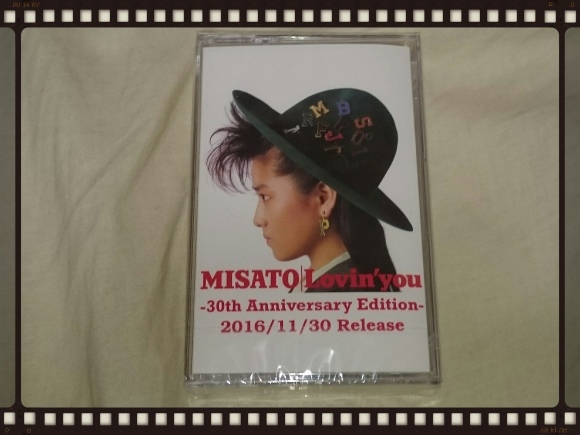 MISATO Lovin'you
-30th Anniversary Edition-
2016/11/30 Release